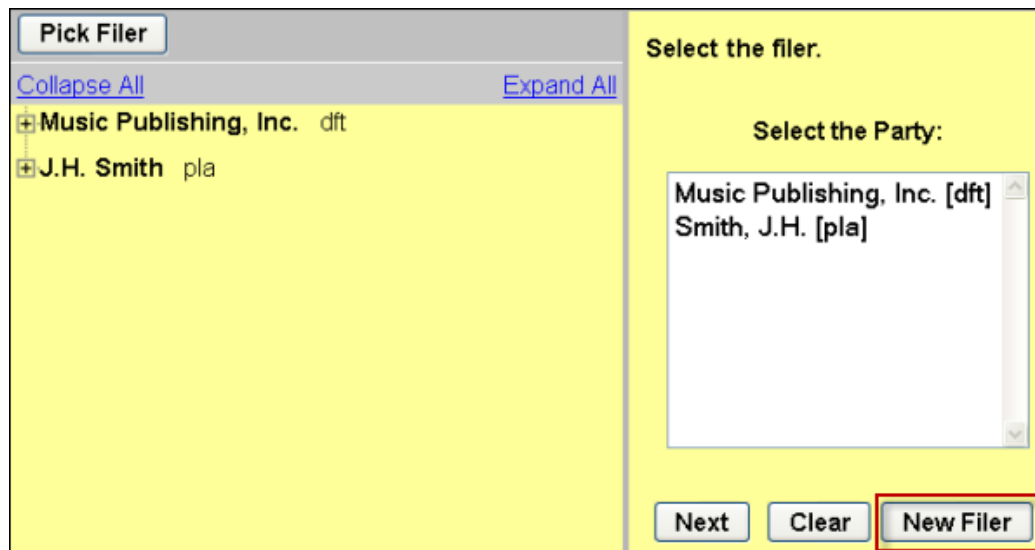 Pick Filer
Collapse All Expand All
Music Publishing, Inc. dft
J.H. Smith pla
Select the filer.
Select the Party:
Music Publishing, Inc. [dft]
Smith, J.H. [pla]
Next Clear New Filer